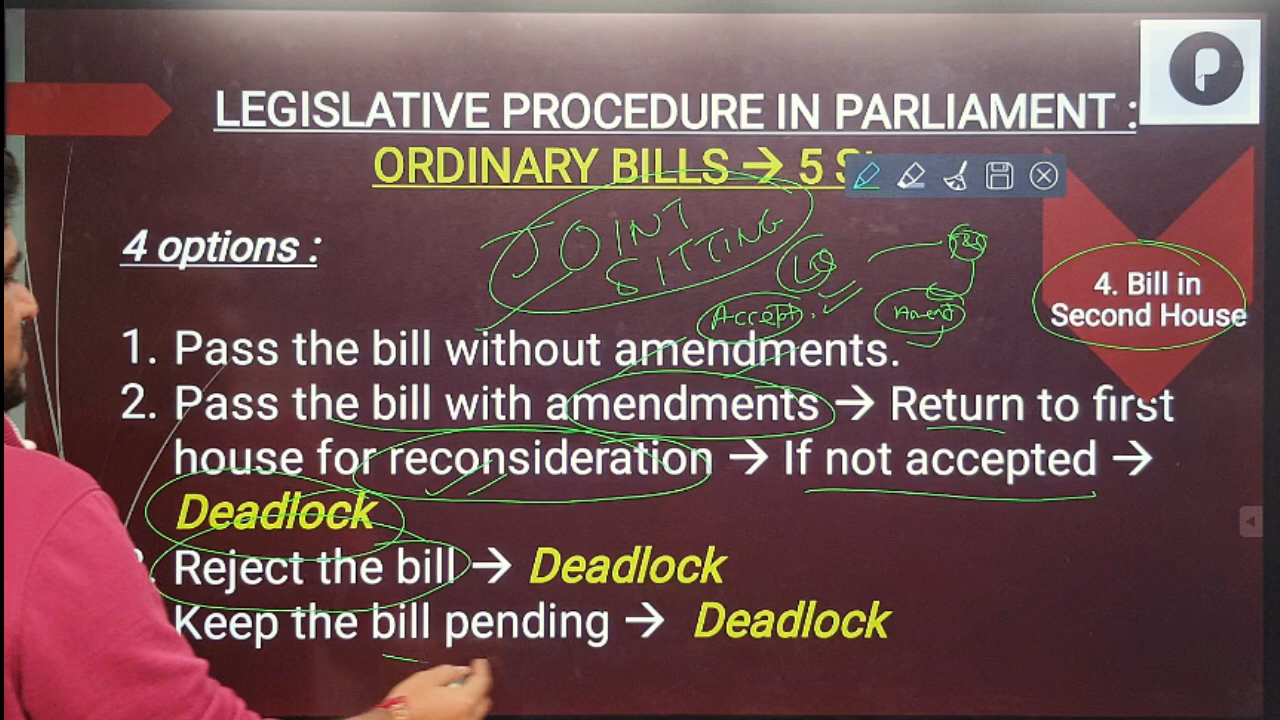 LEGISLATIVE PROCEDURE IN PARLIAMENT :
ORDINARY BILLS → 5 S
4 options :
JOINT
SITTING
Accept.
Amend
4. Bill in
Second House
1. Pass the bill without amendments.
2. Pass the bill with amendments → Return to first
house for reconsideration → If not accepted →
Deadlock
Reject the bill → Deadlock
Keep the bill pending → Deadlock